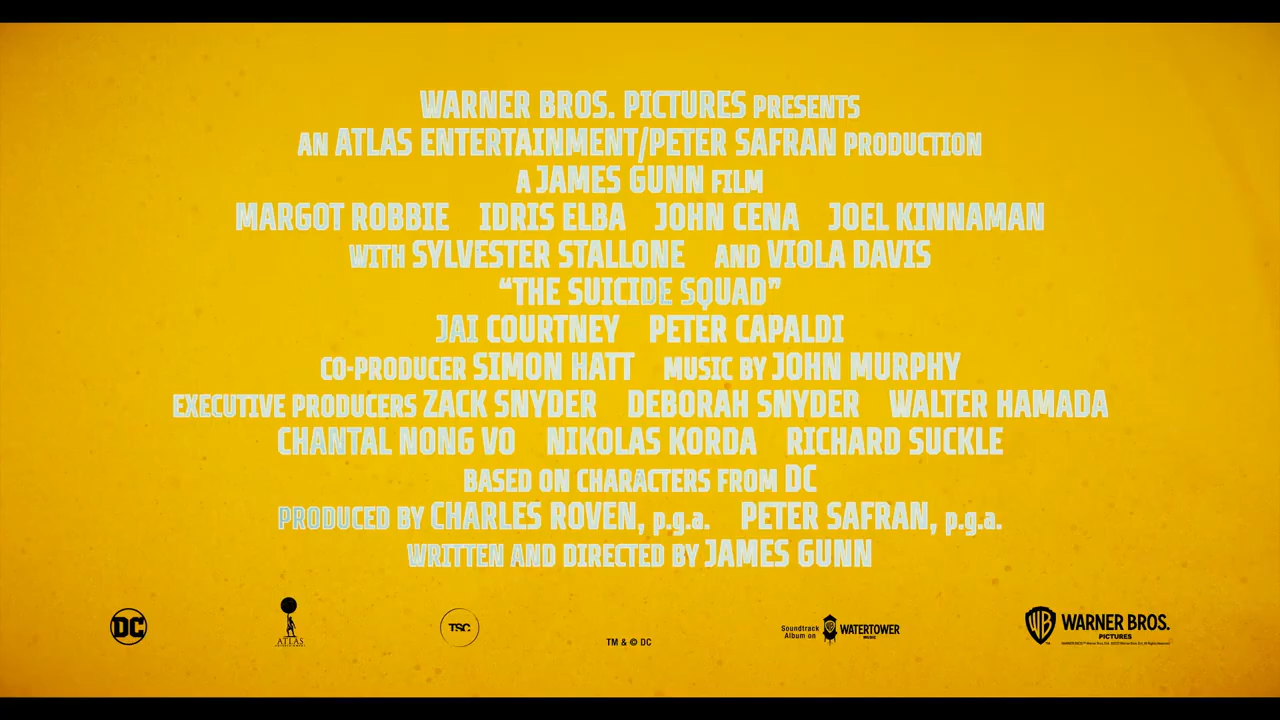 WARNER BROS. PICTURES PRESENTS
AN ATLAS ENTERTAINMENT/PETER SAFRAN PRODUCTION
A JAMES GUNN FILM
MARGOT ROBBIE IDRIS ELBA JOHN CENA JOEL KINNAMAN
WITH SYLVESTER STALLONE AND VIOLA DAVIS
“THE SUICIDE SQUAD”
JAI COURTNEY PETER CAPALDI
CO-PRODUCER SIMON HATT MUSIC BY JOHN MURPHY
EXECUTIVE PRODUCERS ZACK SNYDER DEBORAH SNYDER WALTER HAMADA
CHANTAL NONG VO NIKOLAS KORDA RICHARD SUCKLE
BASED ON CHARACTERS FROM DC
PRODUCED BY CHARLES ROVEN, p.g.a. PETER SAFRAN, p.g.a.
WRITTEN AND DIRECTED BY JAMES GUNN
DC
ATLAS
TSC
TM & © DC
Soundtrack
Album on
WATERTOWER
MUSIC
WB
WARNER BROS.
PICTURES